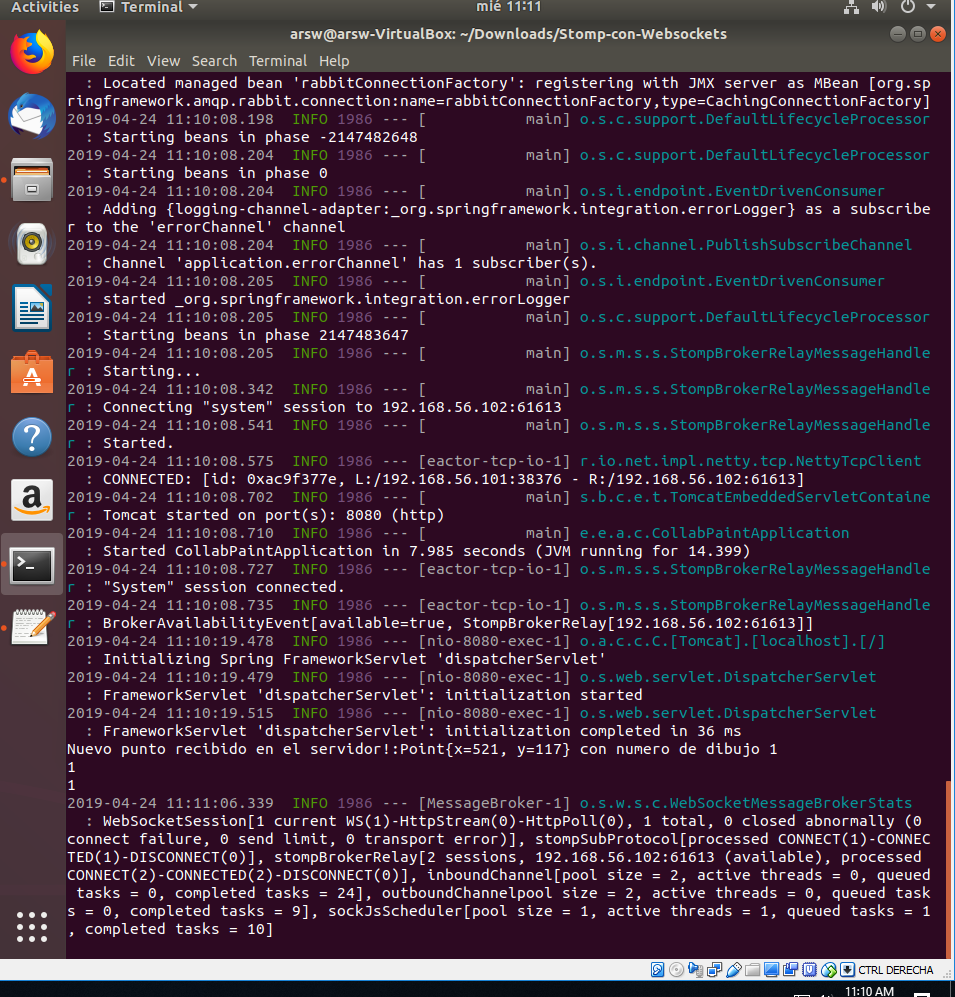 Activities Terminal mié 11:11
arsw@arsw-VirtualBox: ~/Downloads/Stomp-con-Websockets
File Edit View Search Terminal Help
: Located managed bean 'rabbitConnectionFactory': registering with JMX server as MBean [org.sp
ringframework.amqp.rabbit.connection:name=rabbitConnectionFactory,type=CachingConnectionFactory]
2019-04-24 11:10:08.198 INFO 1986 --- [ main] o.s.c.support.DefaultLifecycleProcessor
: Starting beans in phase -2147482648
2019-04-24 11:10:08.204 INFO 1986 --- [ main] o.s.c.support.DefaultLifecycleProcessor
: Starting beans in phase 0
2019-04-24 11:10:08.204 INFO 1986 --- [ main] o.s.i.endpoint.EventDrivenConsumer
: Adding {logging-channel-adapter:_org.springframework.integration.errorLogger} as a subscribe
r to the 'errorChannel' channel
2019-04-24 11:10:08.204 INFO 1986 --- [ main] o.s.i.channel.PublishSubscribeChannel
: Channel 'application.errorChannel' has 1 subscriber(s).
2019-04-24 11:10:08.205 INFO 1986 --- [ main] o.s.i.endpoint.EventDrivenConsumer
: started _org.springframework.integration.errorLogger
2019-04-24 11:10:08.205 INFO 1986 --- [ main] o.s.c.support.DefaultLifecycleProcessor
: Starting beans in phase 2147483647
2019-04-24 11:10:08.205 INFO 1986 --- [ main] o.s.m.s.s.StompBrokerRelayMessageHandle
r : Starting...
2019-04-24 11:10:08.342 INFO 1986 --- [ main] o.s.m.s.s.StompBrokerRelayMessageHandle
r : Connecting "system" session to 192.168.56.102:61613
2019-04-24 11:10:08.541 INFO 1986 --- [ main] o.s.m.s.s.StompBrokerRelayMessageHandle
r : Started.
2019-04-24 11:10:08.575 INFO 1986 --- [eactor-tcp-io-1] r.io.net.impl.netty.tcp.NettyTcpClient
: CONNECTED: [id: 0xac9f377e, L:/192.168.56.101:38376 - R:/192.168.56.102:61613]
2019-04-24 11:10:08.702 INFO 1986 --- [ main] s.b.c.e.t.TomcatEmbeddedServletContaine
r : Tomcat started on port(s): 8080 (http)
2019-04-24 11:10:08.710 INFO 1986 --- [ main] e.e.a.c.CollabPaintApplication
: Started CollabPaintApplication in 7.985 seconds (JVM running for 14.399)
2019-04-24 11:10:08.727 INFO 1986 --- [eactor-tcp-io-1] o.s.m.s.s.StompBrokerRelayMessageHandle
r : "System" session connected.
2019-04-24 11:10:08.735 INFO 1986 --- [eactor-tcp-io-1] o.s.m.s.s.StompBrokerRelayMessageHandle
r : BrokerAvailabilityEvent[available=true, StompBrokerRelay[192.168.56.102:61613]]
2019-04-24 11:10:19.478 INFO 1986 --- [nio-8080-exec-1] o.a.c.c.C.[Tomcat].[localhost].[/]
: Initializing Spring FrameworkServlet 'dispatcherServlet'
2019-04-24 11:10:19.479 INFO 1986 --- [nio-8080-exec-1] o.s.web.servlet.DispatcherServlet
: FrameworkServlet 'dispatcherServlet': initialization started
2019-04-24 11:10:19.515 INFO 1986 --- [nio-8080-exec-1] o.s.web.servlet.DispatcherServlet
: FrameworkServlet 'dispatcherServlet': initialization completed in 36 ms
Nuevo punto recibido en el servidor!:Point{x=521, y=117} con numero de dibujo 1
1
1
2019-04-24 11:11:06.339 INFO 1986 --- [MessageBroker-1] o.s.w.s.c.WebSocketMessageBrokerStats
: WebSocketSession[1 current WS(1)-HttpStream(0)-HttpPoll(0), 1 total, 0 closed abnormally (0
connect failure, 0 send limit, 0 transport error)], stompSubProtocol[processed CONNECT(1)-CONNEC
TED(1)-DISCONNECT(0)], stompBrokerRelay[2 sessions, 192.168.56.102:61613 (available), processed
CONNECT(2)-CONNECTED(2)-DISCONNECT(0)], inboundChannel[pool size = 2, active threads = 0, queued
tasks = 0, completed tasks = 24], outboundChannelpool size = 2, active threads = 0, queued task
s = 0, completed tasks = 9], sockJsScheduler[pool size = 1, active threads = 1, queued tasks = 1
, completed tasks = 10]
CTRL DERECHA
11:10 AM